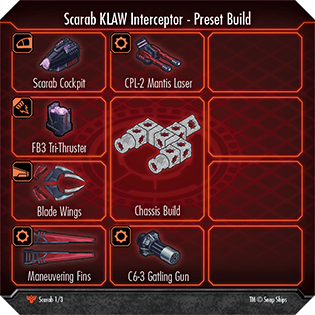 Scarab KLAW Interceptor - Preset Build
Scarab Cockpit
CPL-2 Mantis Laser
FB3 Tri-Thruster
Blade Wings
Chassis Build
Maneuvering Fins
C6-3 Gatling Gun
Scarab 1/3
TM © Snap Ships